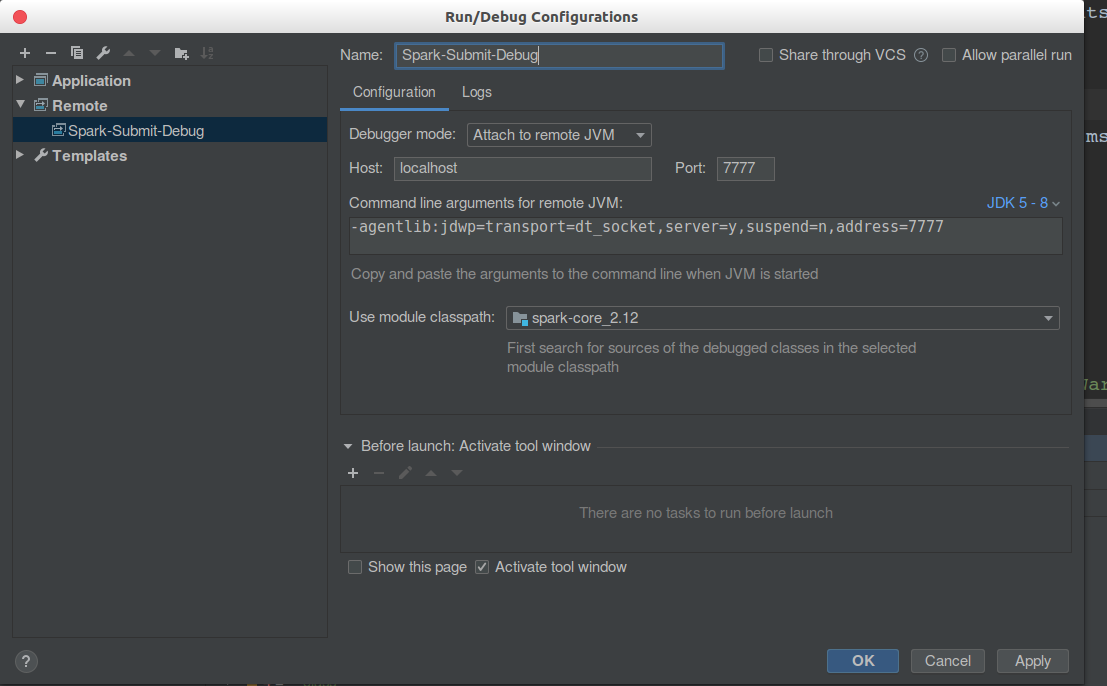 Run/Debug Configurations
Name: Spark-Submit-Debug
Share through VCS ?
Allow parallel run
Application
Remote
Spark-Submit-Debug
Templates
Configuration Logs
Debugger mode: Attach to remote JVM
Host: localhost Port: 7777
Command line arguments for remote JVM: JDK 5 - 8
-agentlib:jdwp=transport=dt_socket,server=y,suspend=n,address=7777
Copy and paste the arguments to the command line when JVM is started
Use module classpath: spark-core_2.12
First search for sources of the debugged classes in the selected
module classpath
Before launch: Activate tool window
There are no tasks to run before launch
Show this page Activate tool window
? OK Cancel Apply